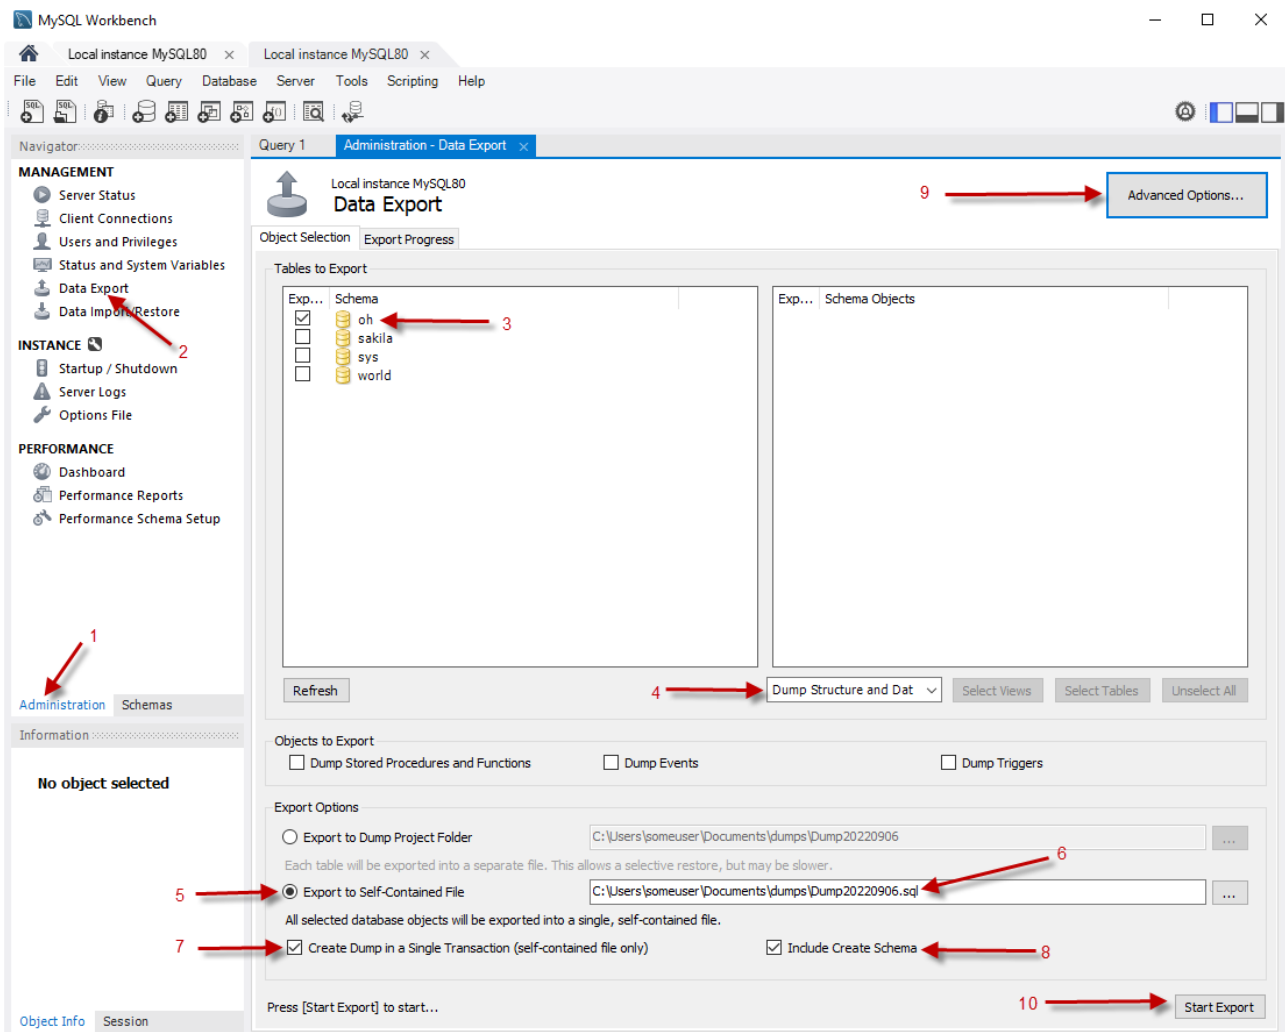 MySQL Workbench
Local instance MySQL80 Local instance MySQL80
File Edit View Query Database Server Tools Scripting Help
SQL SQL
Navigator
MANAGEMENT
Server Status
Client Connections
Users and Privileges
Status and System Variables
Data Export
Data Import/Restore
2
INSTANCE
Startup / Shutdown
Server Logs
Options File
PERFORMANCE
Dashboard
Performance Reports
Performance Schema Setup
1
Administration Schemas
Information
No object selected
Object Info Session
Query 1 Administration - Data Export
Local instance MySQL80
Data Export
9 Advanced Options...
Object Selection Export Progress
Tables to Export
Exp... Schema
oh 3
sakila
sys
world
Exp... Schema Objects
Refresh 4 Dump Structure and Dat Select Views Select Tables Unselect All
Objects to Export
Dump Stored Procedures and Functions Dump Events Dump Triggers
Export Options
Export to Dump Project Folder C:\Users\someuser\Documents\dumps\Dump20220906 ...
Each table will be exported into a separate file. This allows a selective restore, but may be slower. 6
5 Export to Self-Contained File C:\Users\someuser\Documents\dumps\Dump20220906.sql ...
All selected database objects will be exported into a single, self-contained file.
7 Create Dump in a Single Transaction (self-contained file only) Include Create Schema 8
Press [Start Export] to start... 10 Start Export